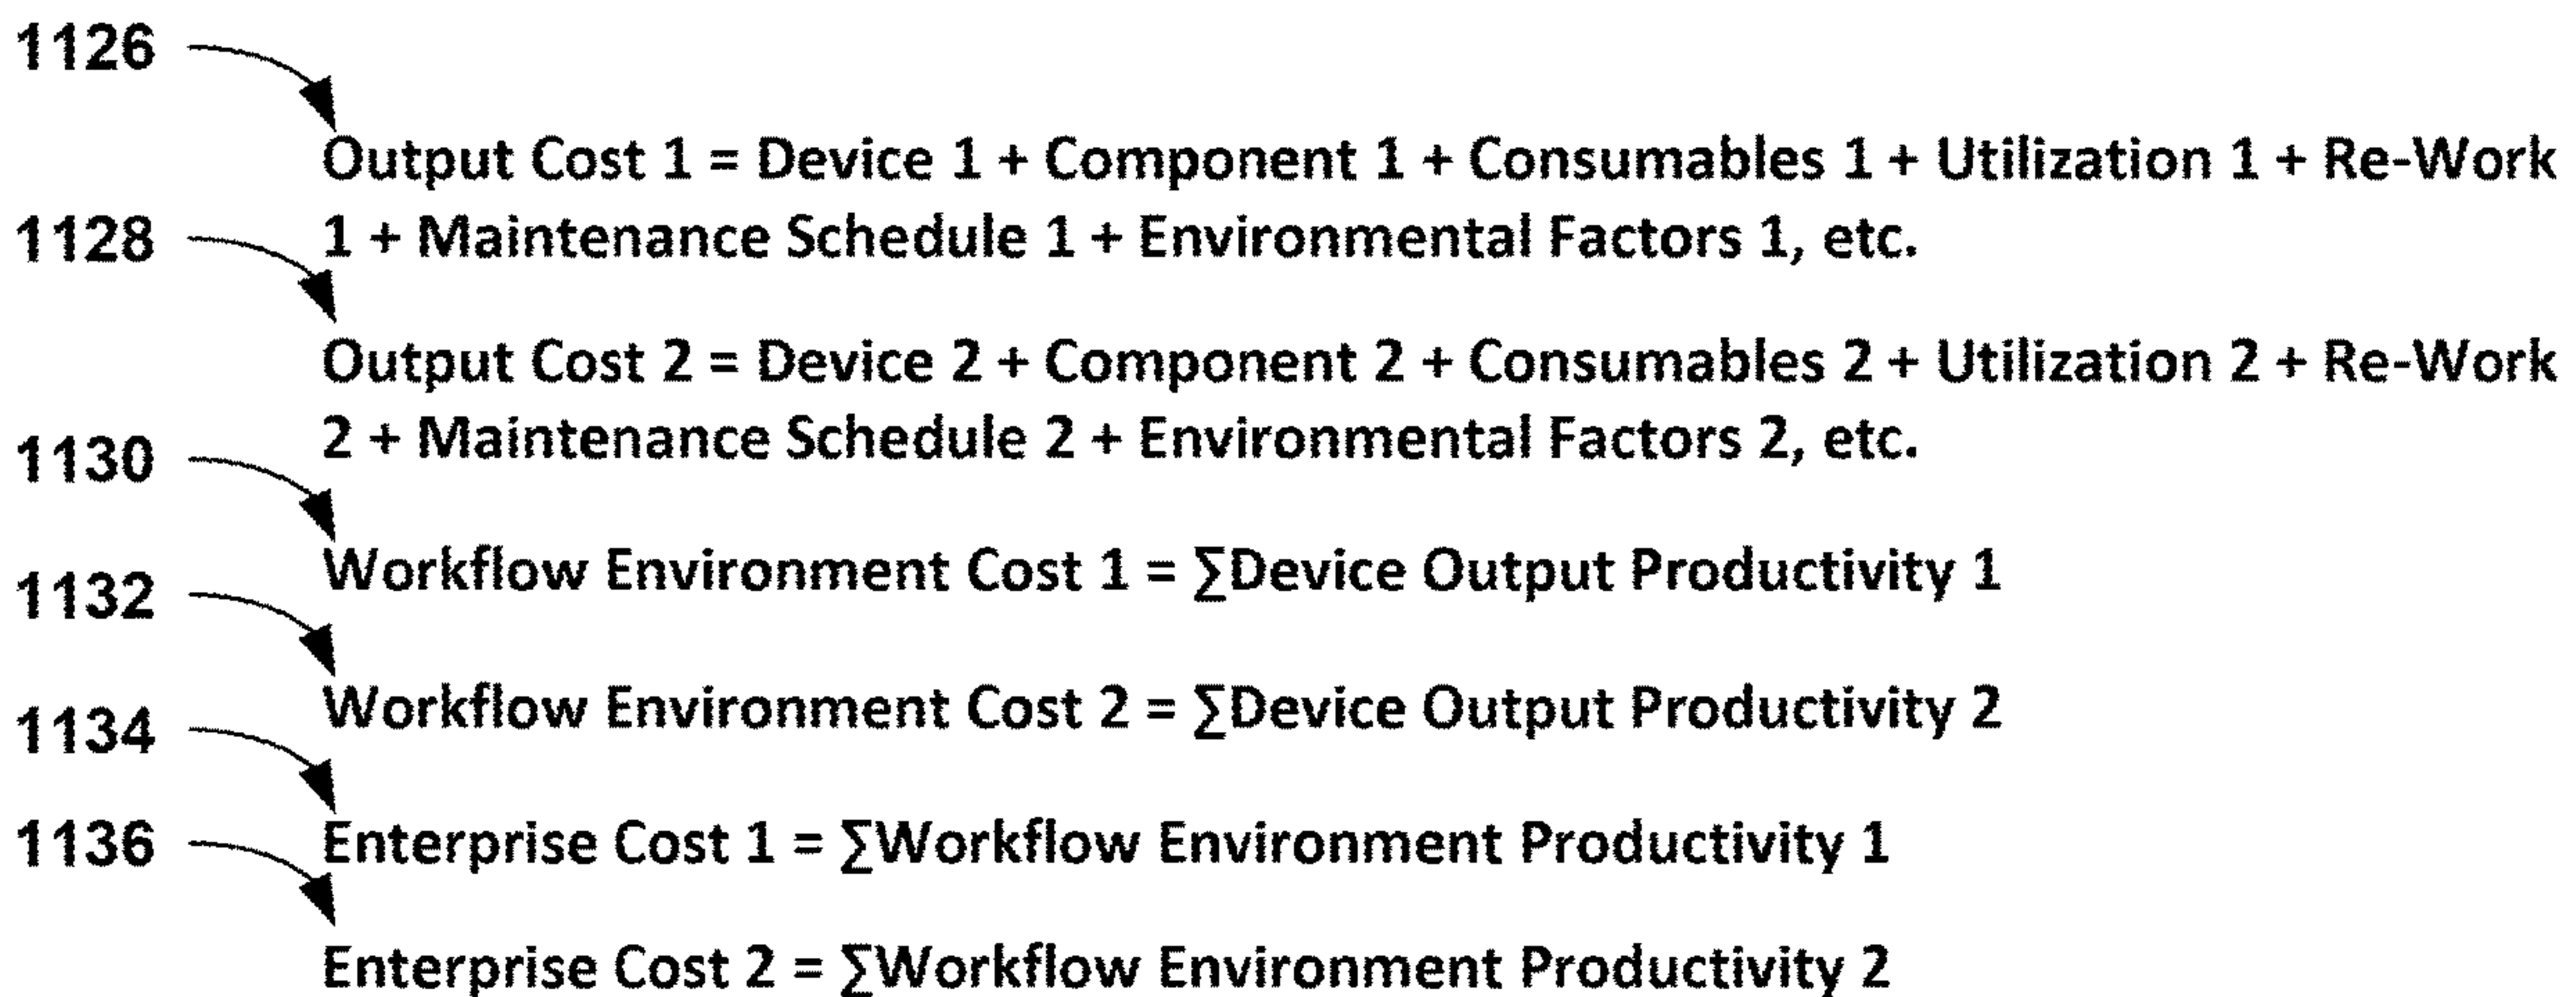 1126
Output Cost 1 = Device 1 + Component 1 + Consumables 1 + Utilization 1 + Re-Work
1128
1 + Maintenance Schedule 1 + Environmental Factors 1, etc.
Output Cost 2 = Device 2 + Component 2 + Consumables 2 + Utilization 2 + Re-Work
1130
2 + Maintenance Schedule 2 + Environmental Factors 2, etc.
Workflow Environment Cost 1 = ∑Device Output Productivity 1
1132
Workflow Environment Cost 2 = ∑Device Output Productivity 2
1134
Enterprise Cost 1 = ∑Workflow Environment Productivity 1
1136
Enterprise Cost 2 = ∑Workflow Environment Productivity 2